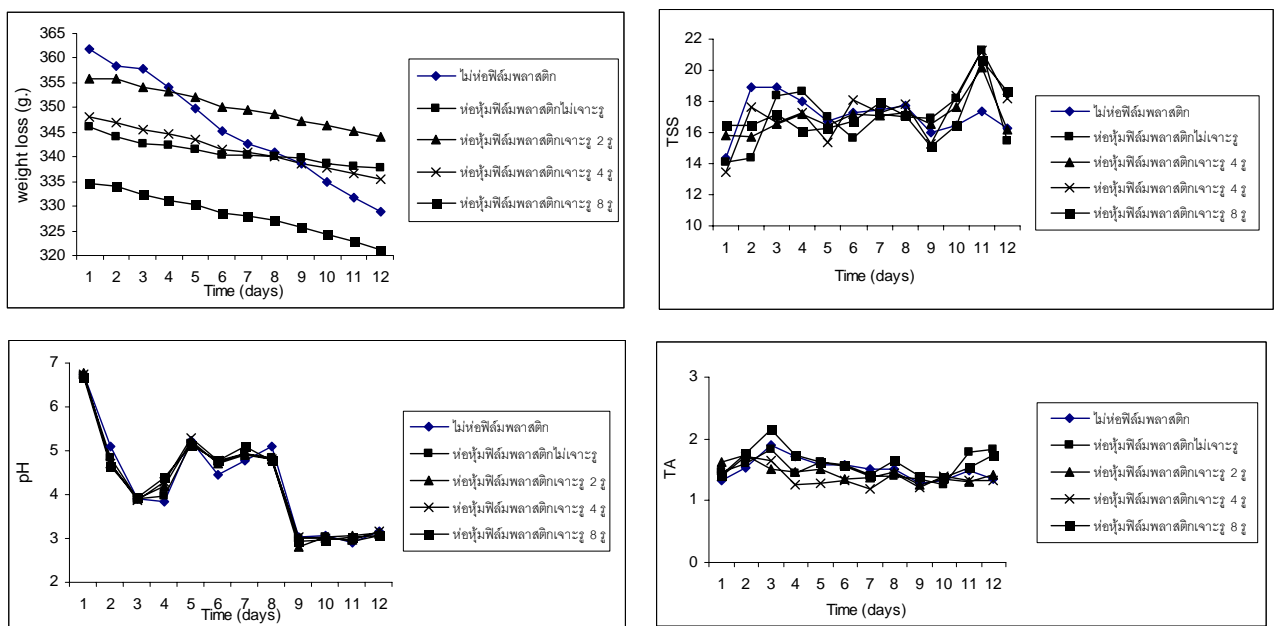 weight loss (g.)
365
360
355
350
345
340
335
330
325
320
1 2 3 4 5 6 7 8 9 10 11 12
Time (days)
ไม่ห่อฟิล์มพลาสติก
ห่อหุ้มฟิล์มพลาสติกไม่เจาะรู
ห่อหุ้มฟิล์มพลาสติกเจาะรู 2 รู
ห่อหุ้มฟิล์มพลาสติกเจาะรู 4 รู
ห่อหุ้มฟิล์มพลาสติกเจาะรู 8 รู
TSS
22
20
18
16
14
12
10
1 2 3 4 5 6 7 8 9 10 11 12
Time (days)
ไม่ห่อฟิล์มพลาสติก
ห่อหุ้มฟิล์มพลาสติกไม่เจาะรู
ห่อหุ้มฟิล์มพลาสติกเจาะรู 4 รู
ห่อหุ้มฟิล์มพลาสติกเจาะรู 4 รู
ห่อหุ้มฟิล์มพลาสติกเจาะรู 8 รู
pH
7
6
5
4
3
2
1 2 3 4 5 6 7 8 9 10 11 12
Time (days)
ไม่ห่อฟิล์มพลาสติก
ห่อหุ้มฟิล์มพลาสติกไม่เจาะรู
ห่อหุ้มฟิล์มพลาสติกเจาะรู 2 รู
ห่อหุ้มฟิล์มพลาสติกเจาะรู 4 รู
ห่อหุ้มฟิล์มพลาสติกเจาะรู 8 รู
TA
3
2
1
0
1 2 3 4 5 6 7 8 9 10 11 12
Time (days)
ไม่ห่อฟิล์มพลาสติก
ห่อหุ้มฟิล์มพลาสติกไม่เจาะรู
ห่อหุ้มฟิล์มพลาสติกเจาะรู 2 รู
ห่อหุ้มฟิล์มพลาสติกเจาะรู 4 รู
ห่อหุ้มฟิล์มพลาสติกเจาะรู 8 รู